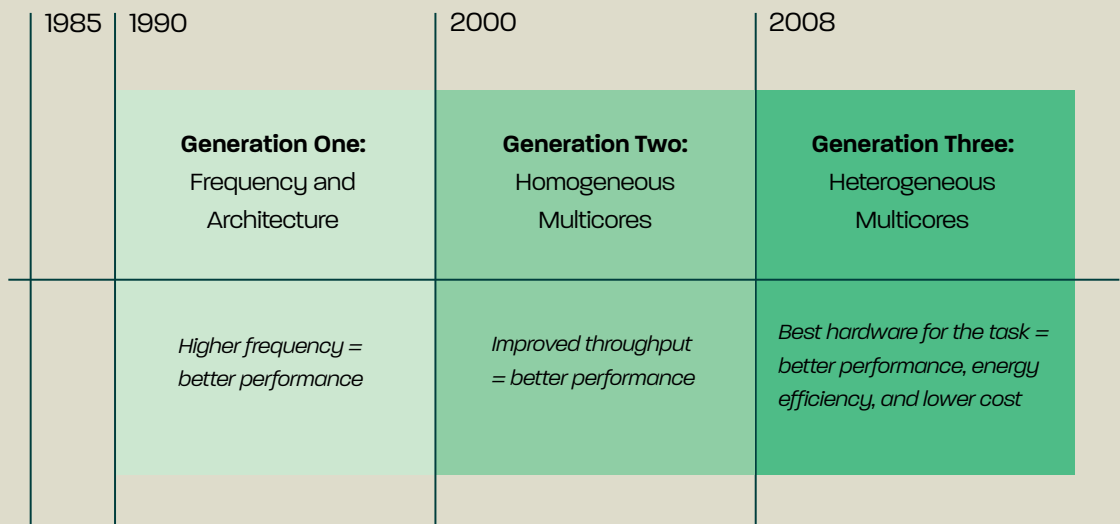 1985
1990
2000
2008
Generation One:
Frequency and
Architecture
Generation Two:
Homogeneous
Multicores
Generation Three:
Heterogeneous
Multicores
Higher frequency =
better performance
Improved throughput
= better performance
Best hardware for the task =
better performance, energy
efficiency, and lower cost